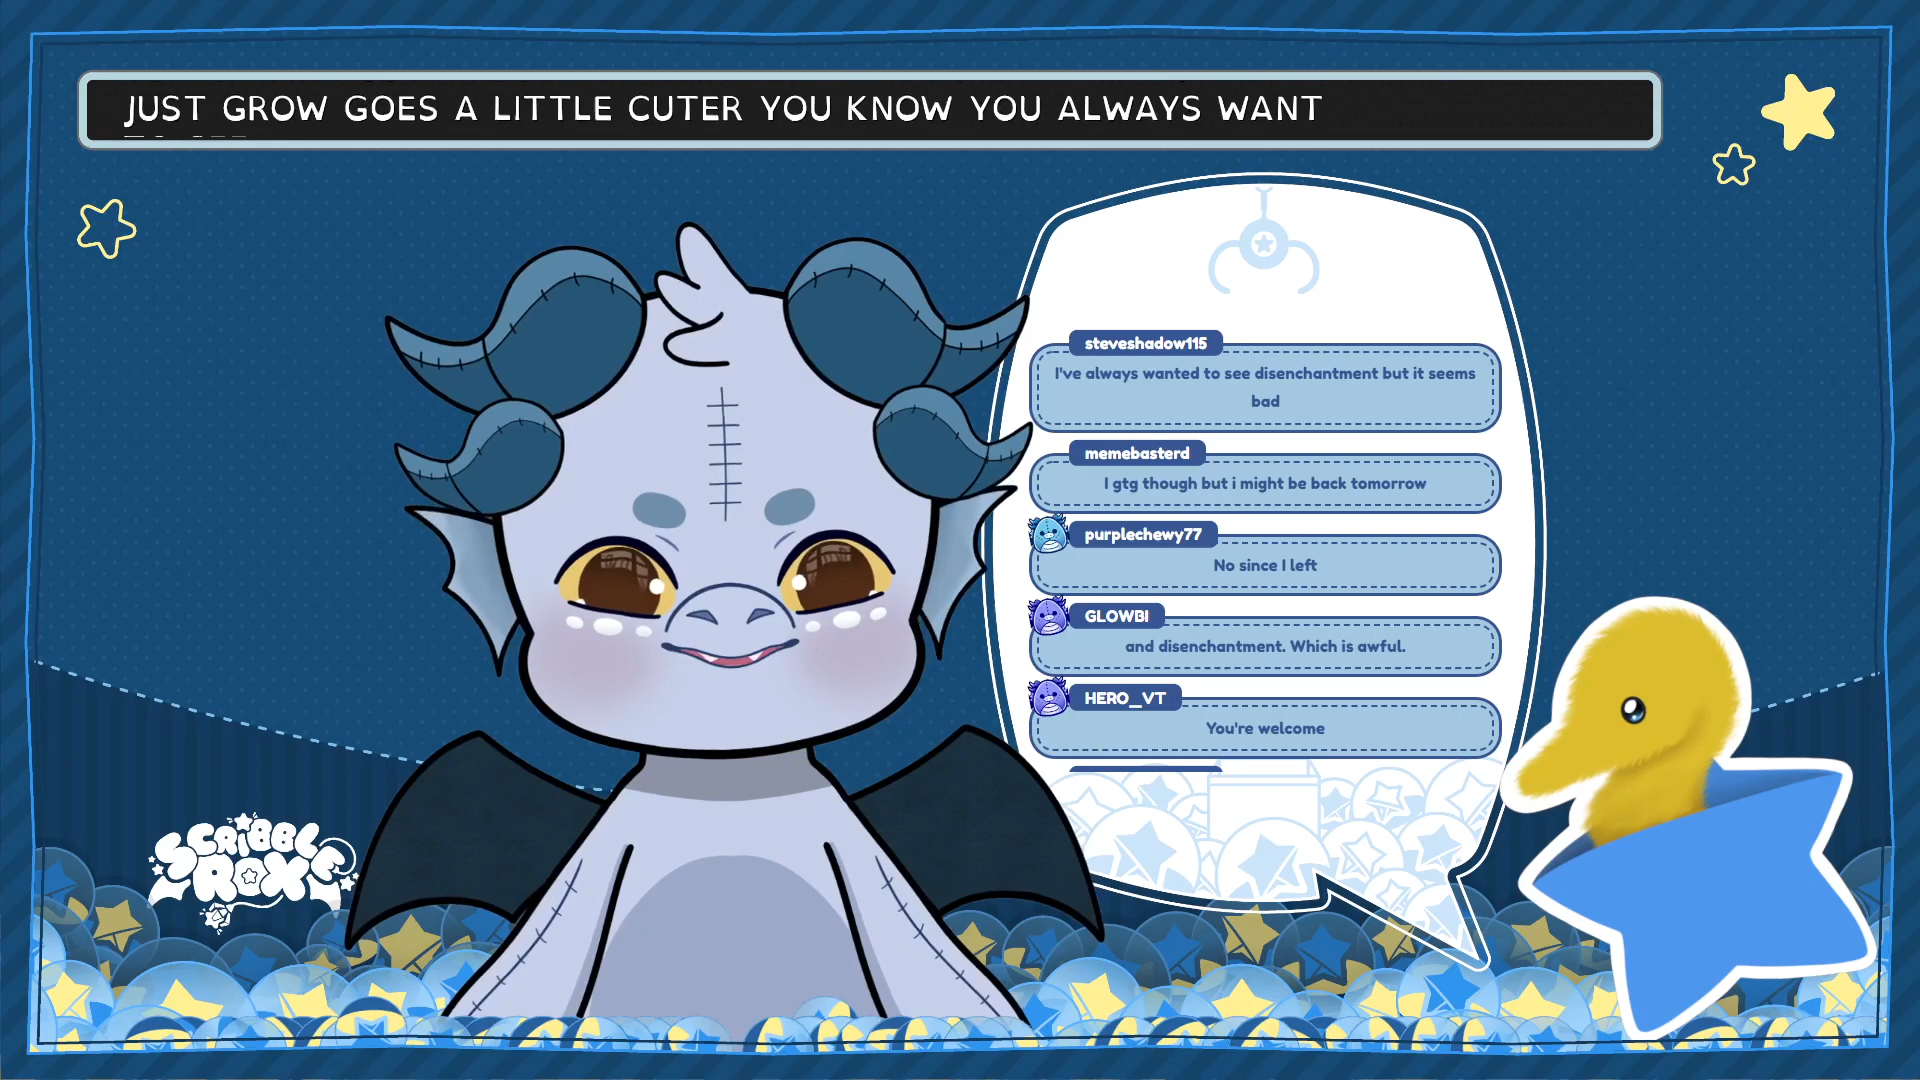 JUST GROW GOES A LITTLE CUTER YOU KNOW YOU ALWAYS WANT
steveshadow115
I've always wanted to see disenchantment but it seems
bad
memebasterd
I gtg though but i might be back tomorrow
purplechewy77
No since I left
GLOWBI
and disenchantment. Which is awful.
HERO_VT
You're welcome
SCRIBBLE
ROX